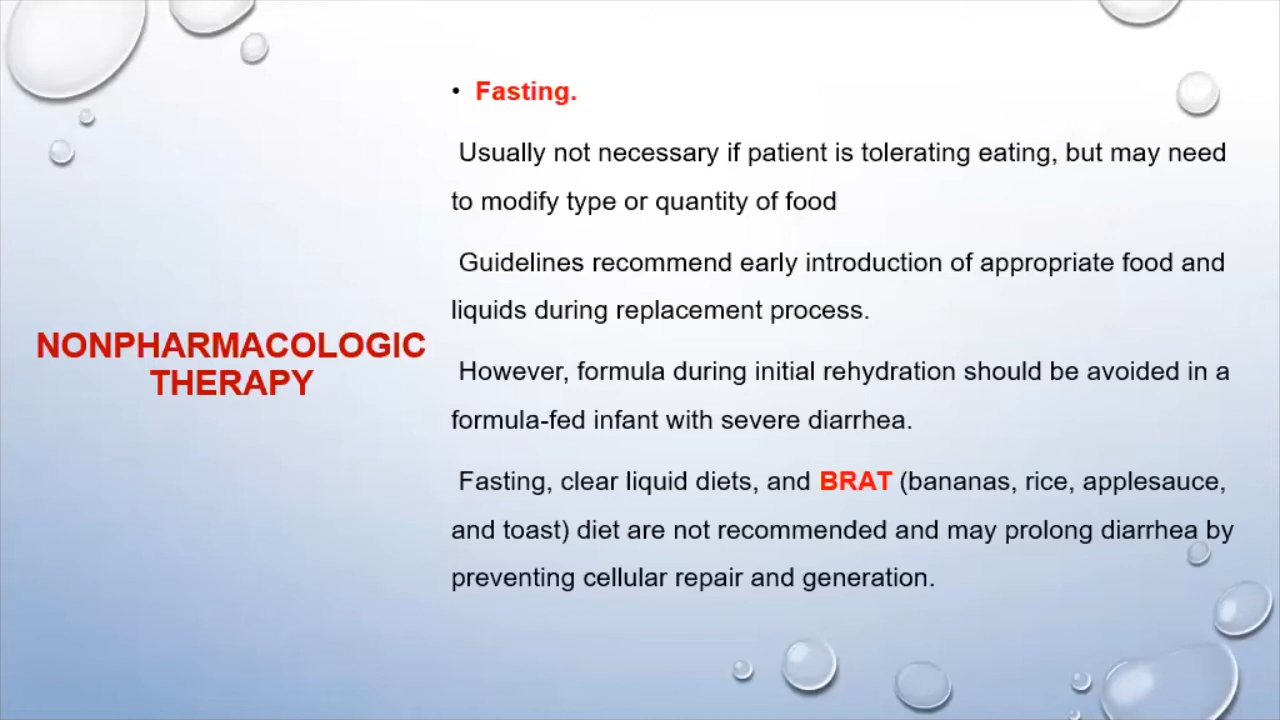 NONPHARMACOLOGIC
THERAPY
• Fasting.
Usually not necessary if patient is tolerating eating, but may need
to modify type or quantity of food
Guidelines recommend early introduction of appropriate food and
liquids during replacement process.
However, formula during initial rehydration should be avoided in a
formula-fed infant with severe diarrhea.
Fasting, clear liquid diets, and BRAT (bananas, rice, applesauce,
and toast) diet are not recommended and may prolong diarrhea by
preventing cellular repair and generation.